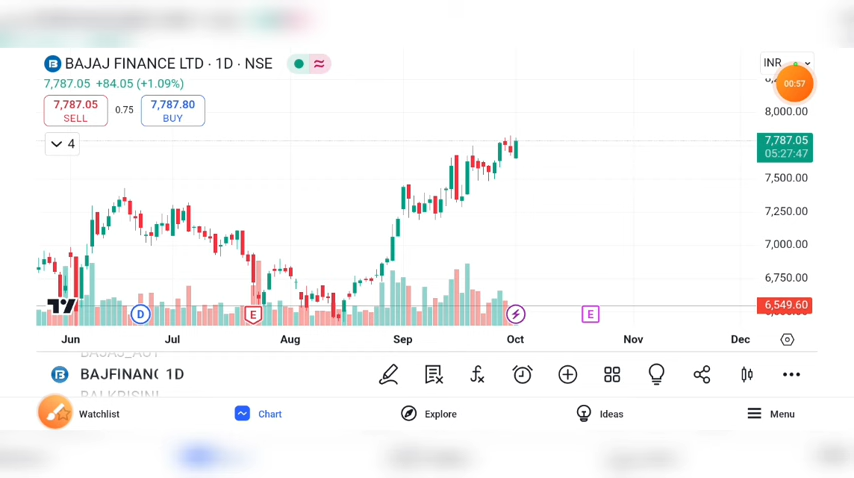 BAJAJ FINANCE LTD · 1D · NSE
INR
7,787.05 +84.05 (+1.09%)
00:57
7,787.05
SELL
0.75
7,787.80
BUY
8,000.00
4
7,787.05
05:27:47
7,500.00
7,250.00
7,000.00
6,750.00
6,549.60
D
E
E
Jun
Jul
Aug
Sep
Oct
Nov
Dec
BAJFINANC 1D
Watchlist
Chart
Explore
Ideas
Menu